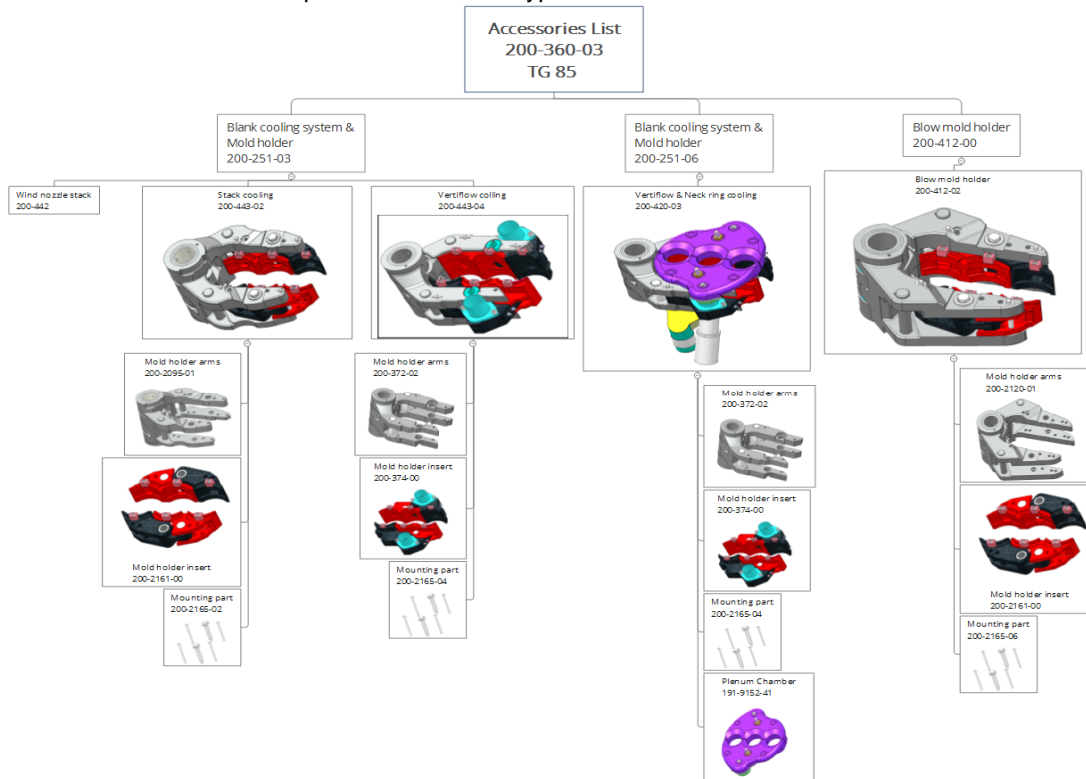 Accessories List
200-360-03
TG 85
Blank cooling system &
Mold holder
200-251-03
Blank cooling system &
Mold holder
200-251-06
Blow mold holder
200-412-00
Wind nozzle stack
200-442
Stack cooling
200-443-02
Vertiflow colling
200-443-04
Vertiflow & Neck ring cooling
200-420-03
Blow mold holder
200-412-02
Mold holder arms
200-2095-01
Mold holder arms
200-372-02
Mold holder arms
200-372-02
Mold holder arms
200-2120-01
Mold holder insert
200-2161-00
Mold holder insert
200-374-00
Mold holder insert
200-374-00
Mold holder insert
200-2161-00
Mounting part
200-2165-02
Mounting part
200-2165-04
Mounting part
200-2165-04
Mounting part
200-2165-06
Plenum Chamber
191-9152-41